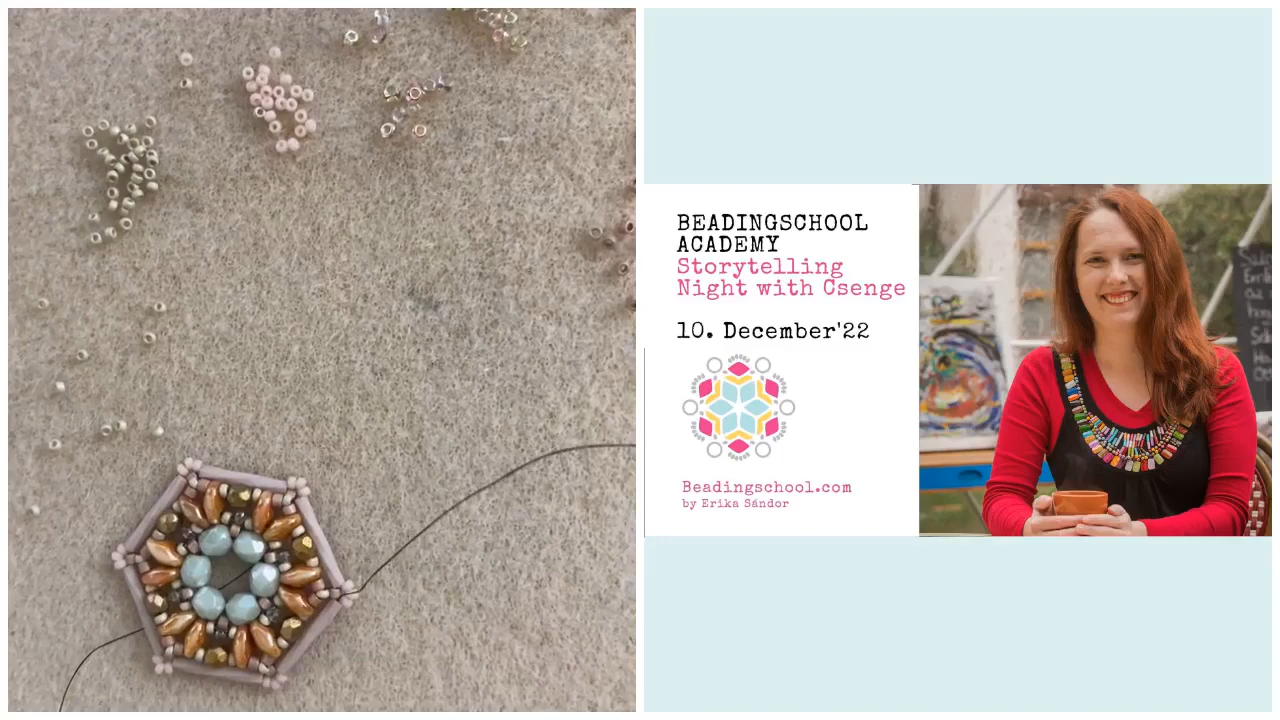 BEADINGSCHOOL
ACADEMY
Storytelling
Night with Csenge
10. December'22
Beadingschool.com
by Erika Sándor